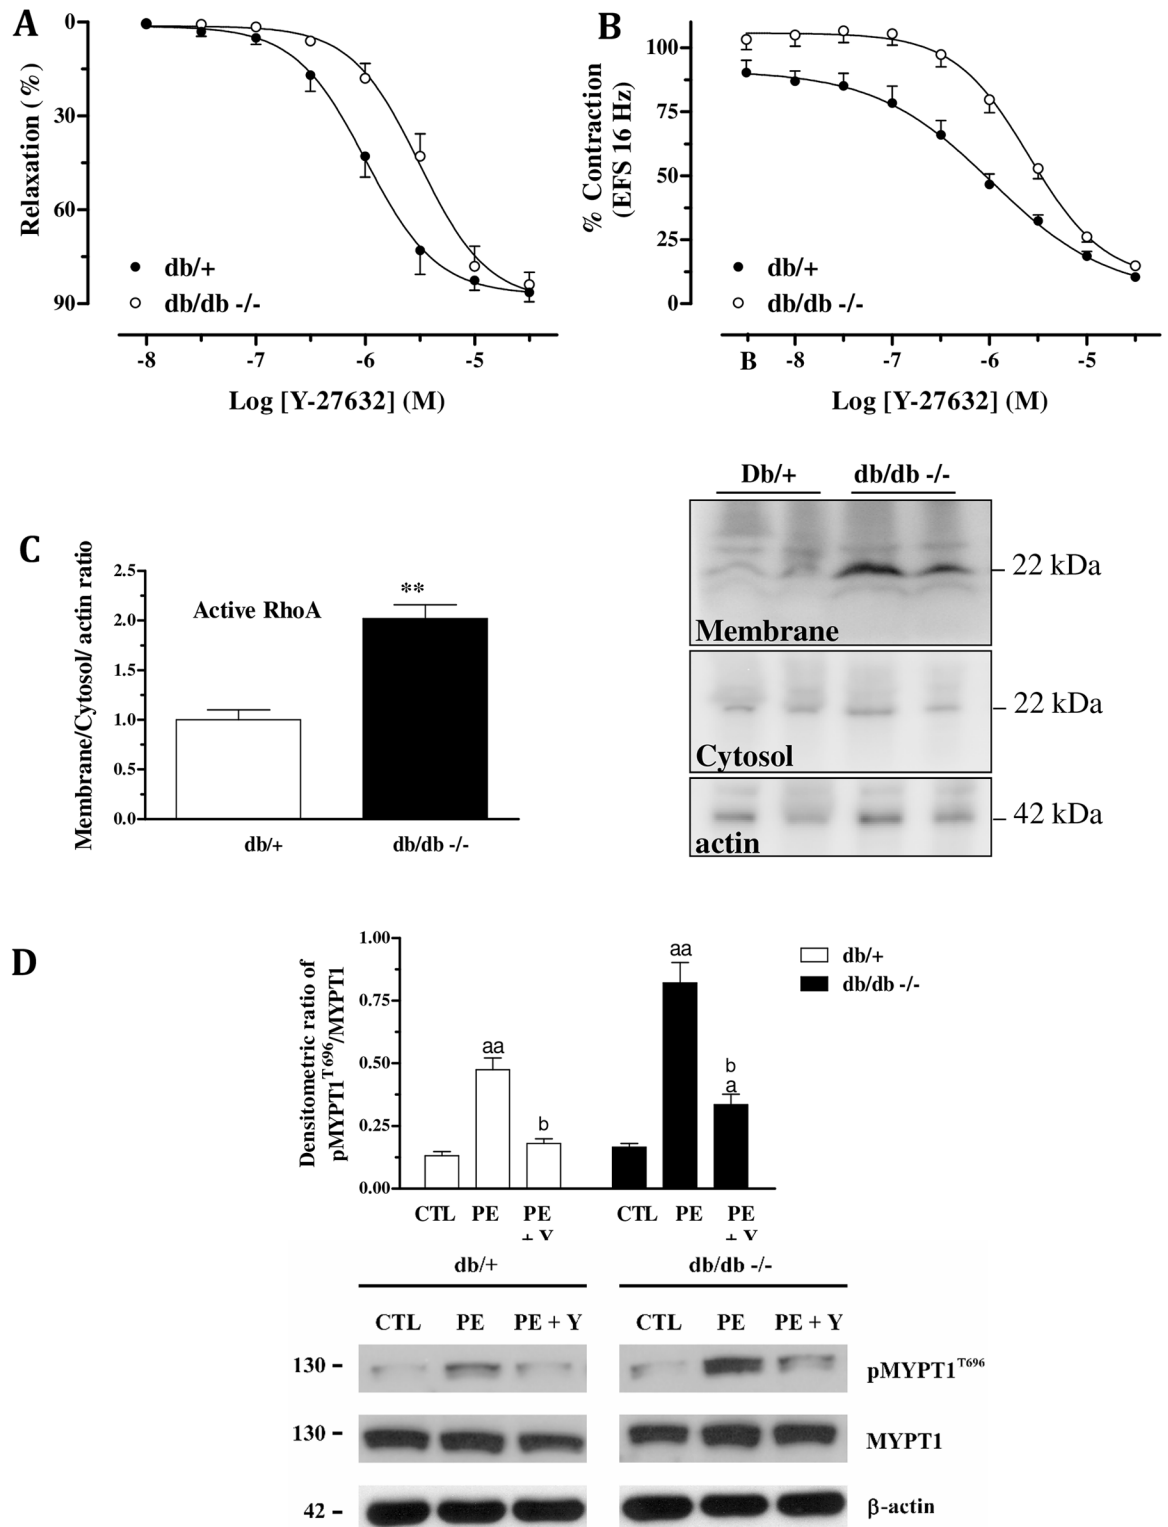 A
0
30
60
90
Relaxation (%)
db/+
db/db -/-
-8
-7
-6
-5
Log [Y-27632] (M)
B
100
75
50
25
0
% Contraction
(EFS 16 Hz)
db/+
db/db -/-
B
-8
-7
-6
-5
Log [Y-27632] (M)
C
Membrane/Cytosol/ actin ratio
2.5
2.0
1.5
1.0
0.5
0.0
Active RhoA
**
db/+
db/db -/-
Db/+
db/db -/-
22 kDa
Membrane
22 kDa
Cytosol
42 kDa
actin
D
Densitometric ratio of
pMYPT1T696/MYPT1
1.00
0.75
0.50
0.25
0.00
aa
b
aa
b
a
db/+
db/db -/-
CTL PE PE + Y
CTL PE PE + Y
db/+
db/db -/-
CTL PE PE + Y
CTL PE PE + Y
130 –
pMYPT1T696
130 –
MYPT1
42 –
β-actin